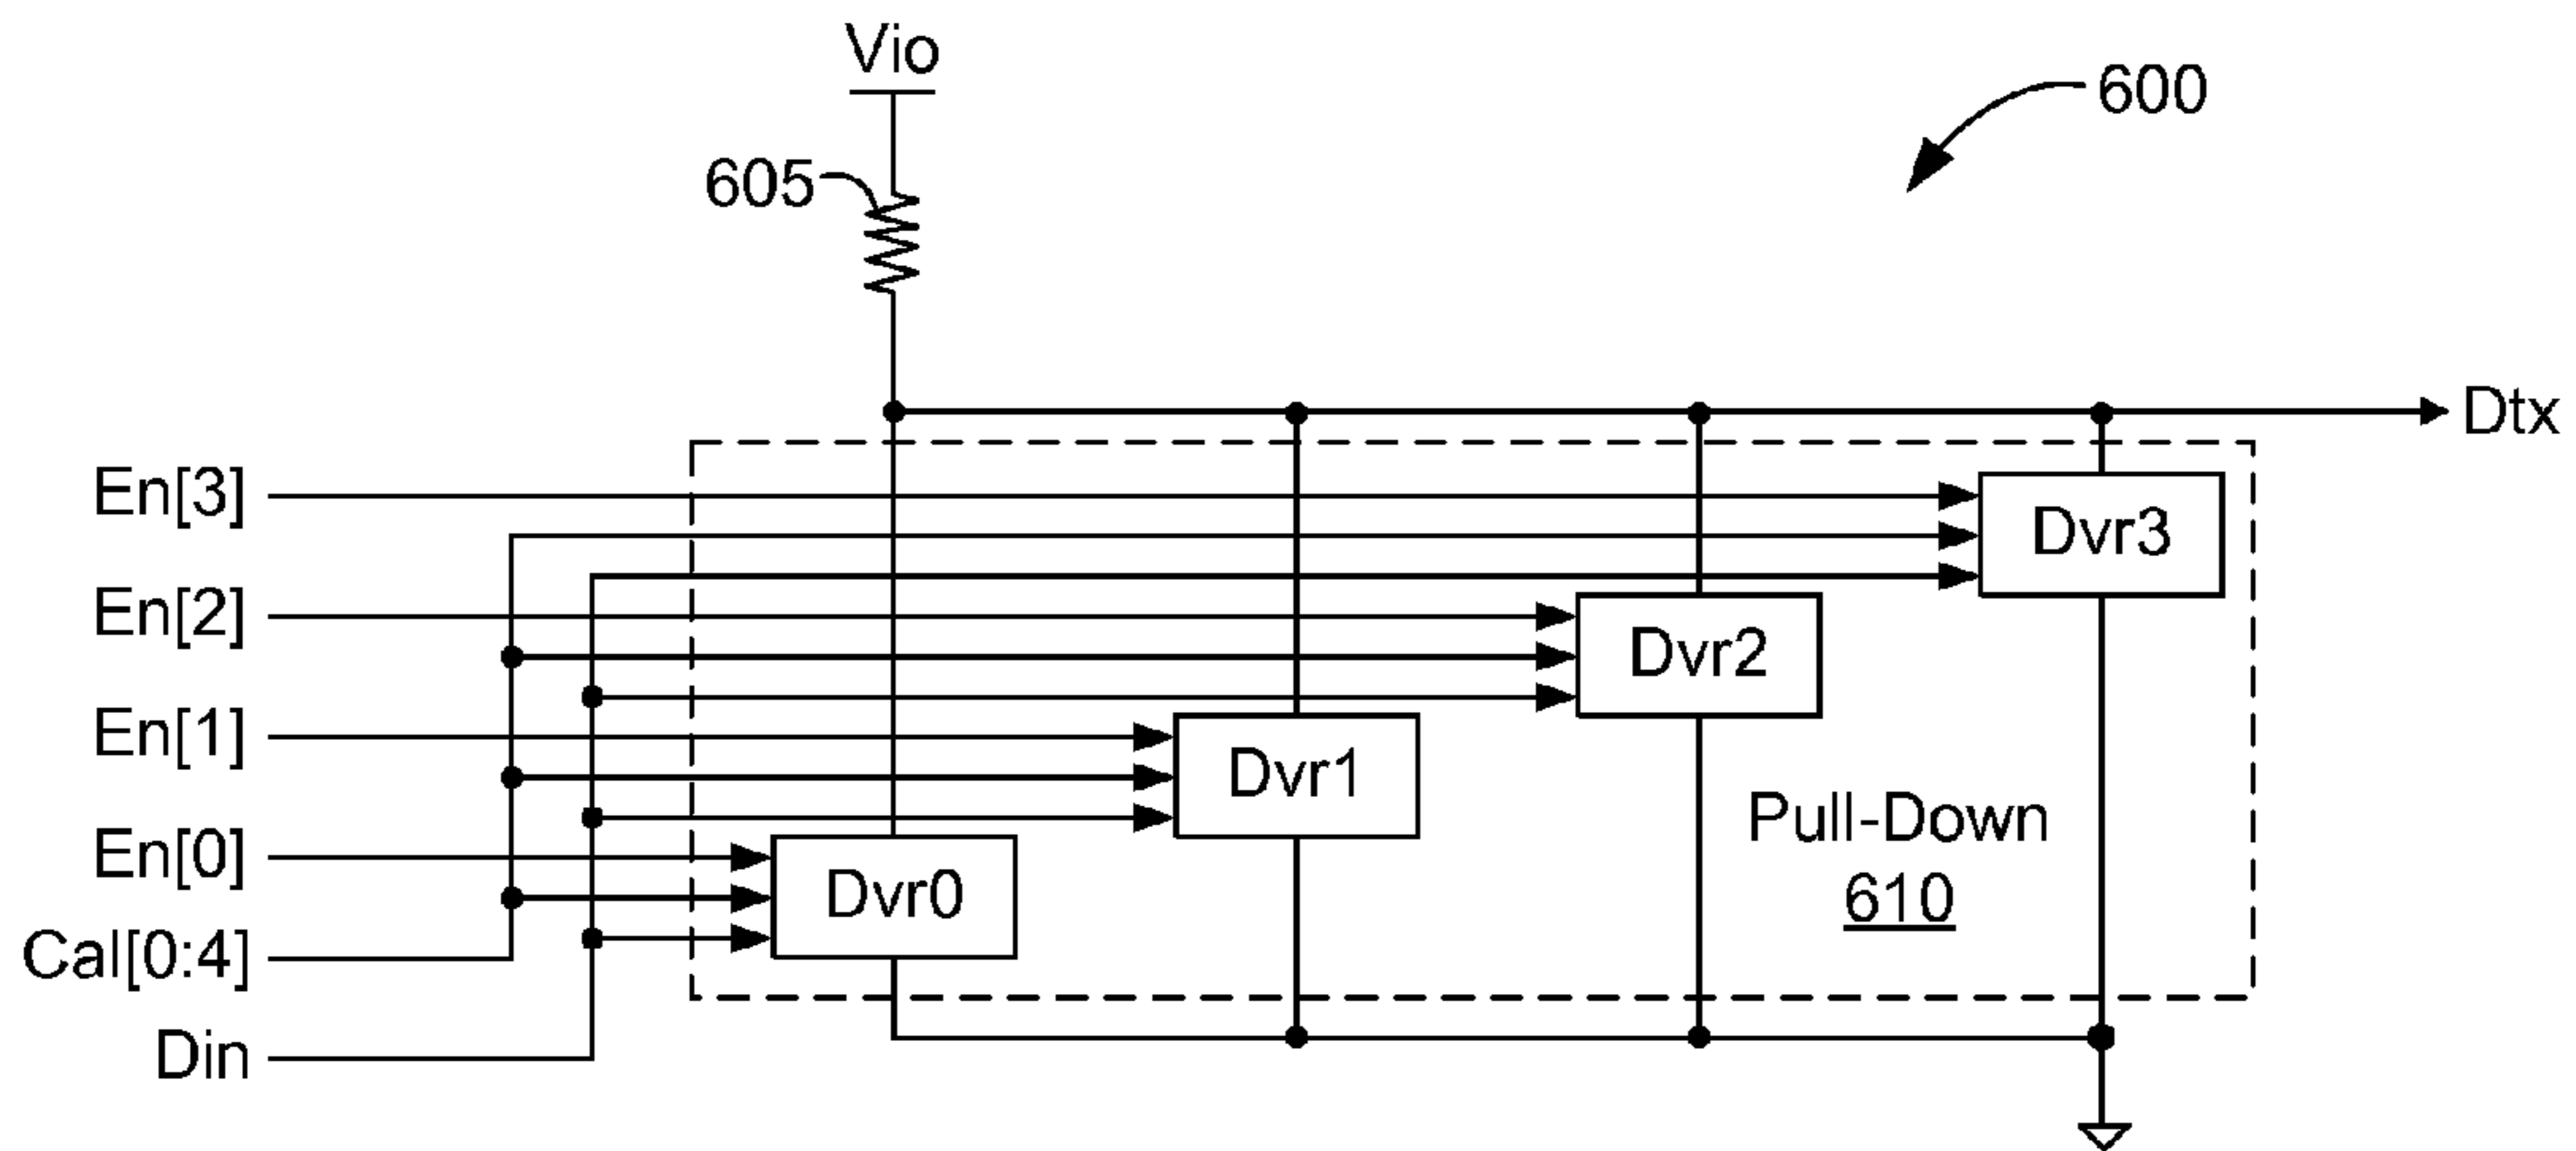 Vio
600
605
Dtx
En[3]
Dvr3
En[2]
Dvr2
En[1]
Dvr1
Pull-Down
610
En[0]
Dvr0
Cal[0:4]
Din